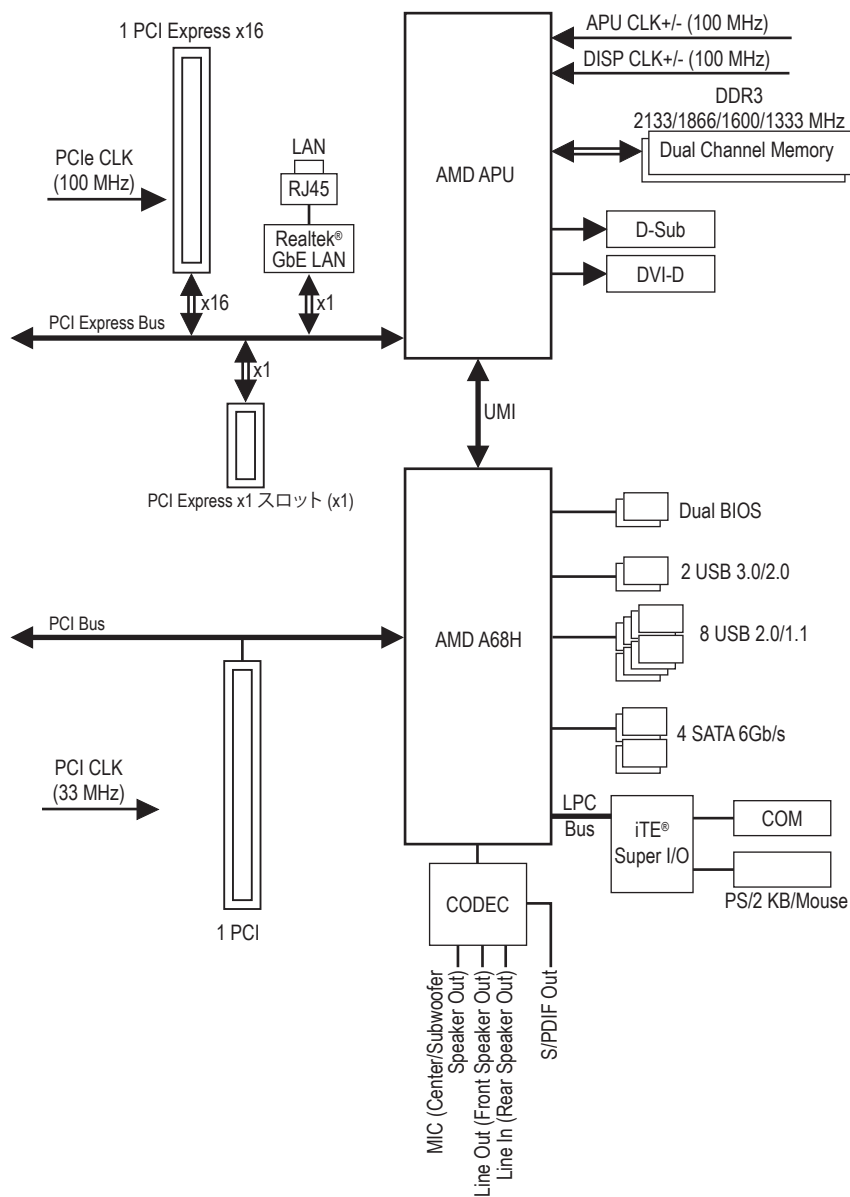 1 PCI Express x16
APU CLK+/- (100 MHz)
DISP CLK+/- (100 MHz)
DDR3
2133/1866/1600/1333 MHz
Dual Channel Memory
PCIe CLK
(100 MHz)
LAN
RJ45
Realtek®
GbE LAN
AMD APU
D-Sub
DVI-D
x16
x1
PCI Express Bus
x1
PCI Express x1 スロット (x1)
UMI
Dual BIOS
2 USB 3.0/2.0
PCI Bus
AMD A68H
8 USB 2.0/1.1
4 SATA 6Gb/s
PCI CLK
(33 MHz)
LPC
Bus
iTE®
Super I/O
COM
PS/2 KB/Mouse
1 PCI
CODEC
MIC (Center/Subwoofer
Speaker Out)
Line Out (Front Speaker Out)
Line In (Rear Speaker Out)
S/PDIF Out